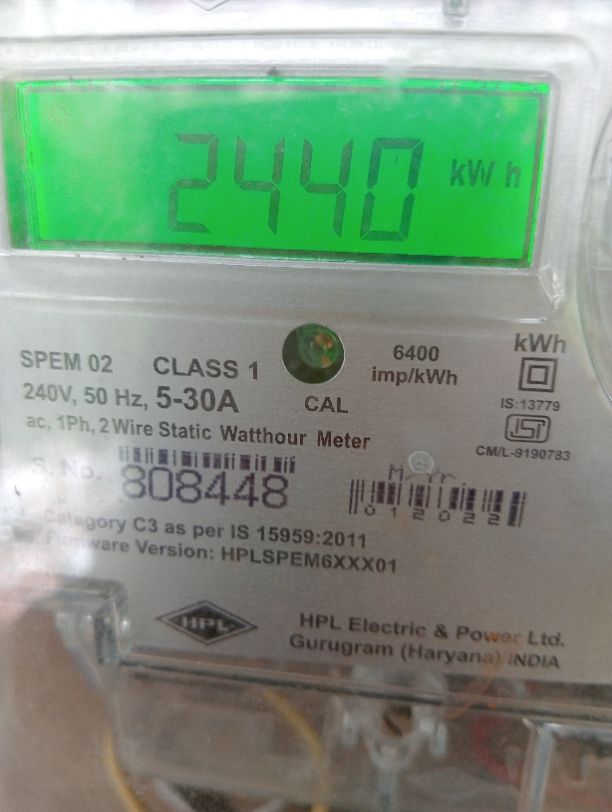 2440 kWh
SPEM 02 CLASS 1
6400
imp/kWh
kWh
240V, 50 Hz, 5-30A
CAL
IS:13779
ISI
CM/L-9190783
ac, 1Ph, 2 Wire Static Watthour Meter
S. No.
808448
M/Yr
012022
Category C3 as per IS 15959:2011
Firmware Version: HPLSPEM6XXX01
HPL
HPL Electric & Power Ltd.
Gurugram (Haryana) INDIA